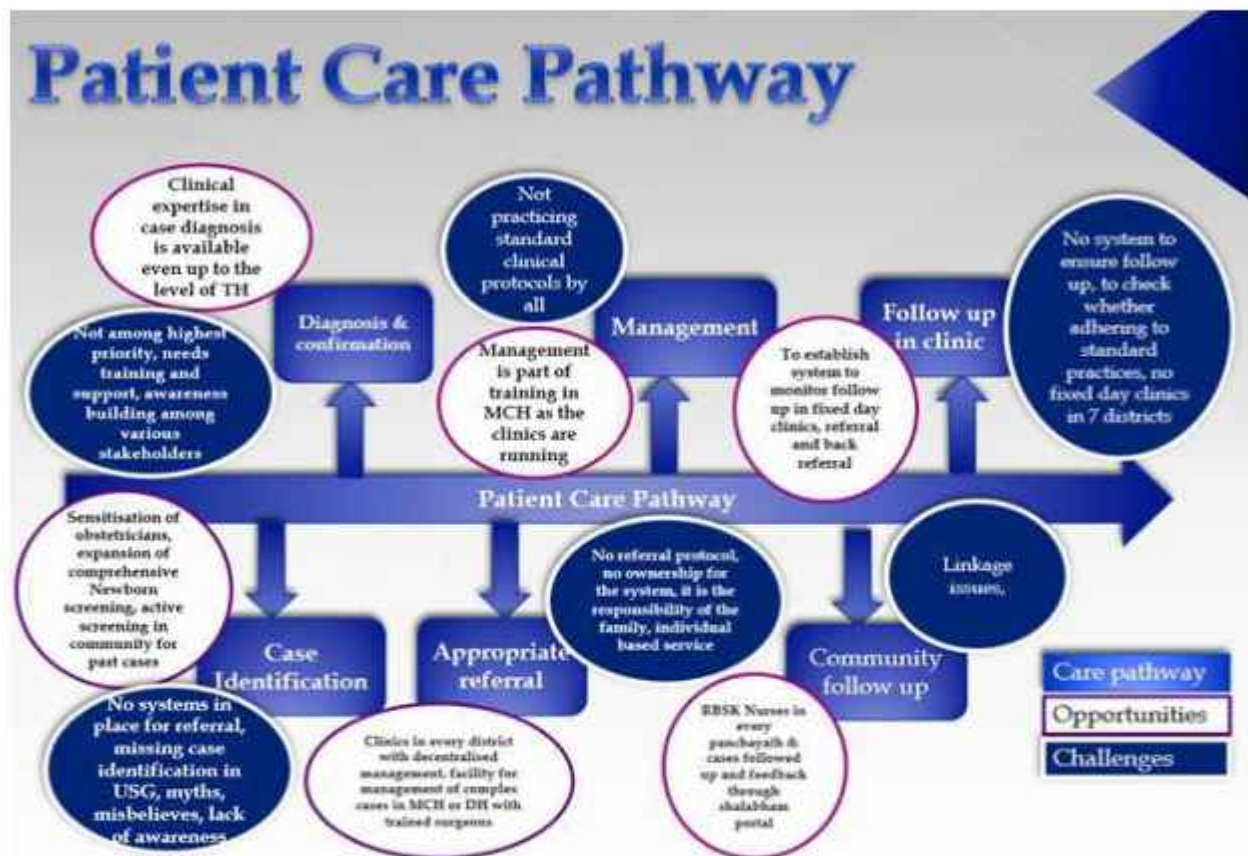 Patient Care Pathway
Clinical
expertise in
case diagnosis
is available
even up to the
level of TH
Not among highest
priority, needs
training and
support, awareness
building among
various
stakeholders
Diagnosis &
confirmation
Not
practicing
standard
clinical
protocols by
all
Management
is part of
training in
MCH as the
clinics are
running
Management
To establish
system to
monitor follow
up in fixed day
clinics, referral
and back
referral
Follow up
in clinic
No system to
ensure follow
up, to check
whether
adhering to
standard
practices, no
fixed day clinics
in 7 districts
Patient Care Pathway
Sensitisation of
obstetricians,
expansion of
comprehensive
Newborn
screening, active
screening in
community for
past cases
Case
Identification
No systems in
place for referral,
missing case
identification in
USG, myths,
misbelieves, lack
of awareness
Appropriate
referral
Clinics in every district
with decentralised
management, facility for
management of complex
cases in MCH or DH with
trained surgeons
No referral protocol,
no ownership for
the system, it is the
responsibility of the
family, individual
based service
Community
follow up
RBSK Nurses in
every
panchayath &
cases followed
up and feedback
through
shalabham
portal
Linkage
issues,
Care pathway
Opportunities
Challenges